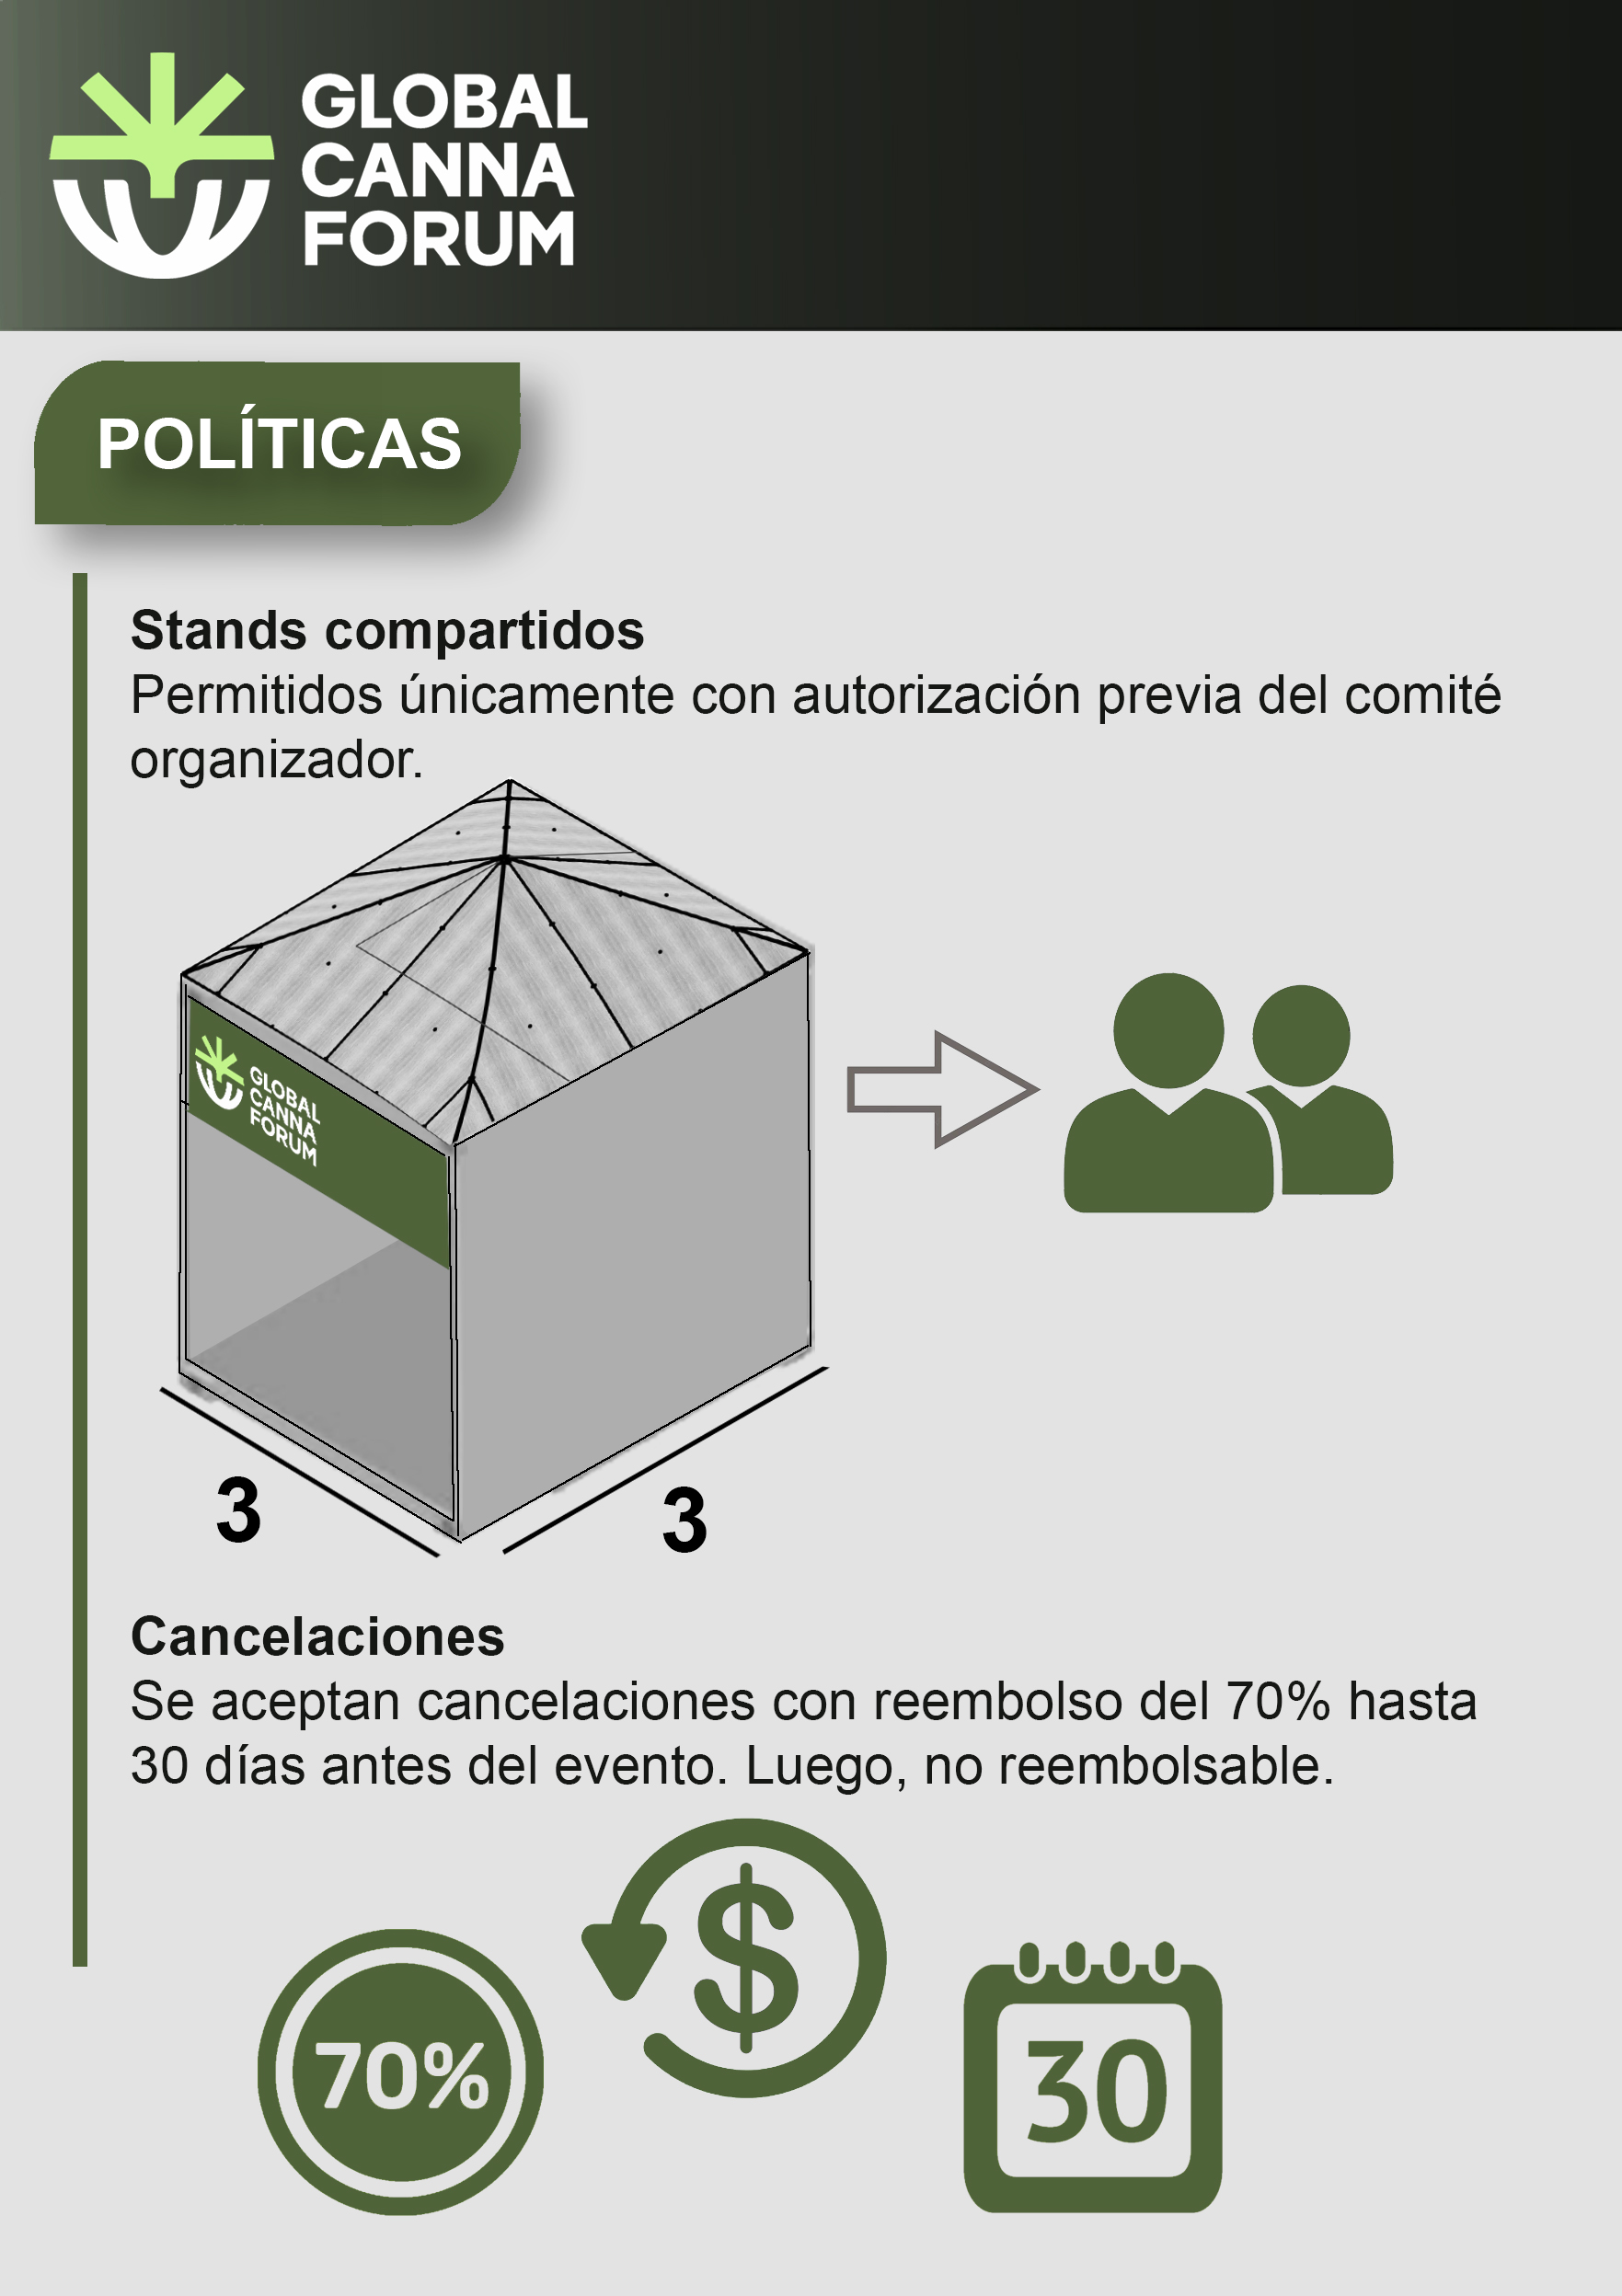 GLOBAL
CANNA
FORUM
POLÍTICAS
Stands compartidos
Permitidos únicamente con autorización previa del comité
organizador.
GLOBAL
CANNA
FORUM
3
3
Cancelaciones
Se aceptan cancelaciones con reembolso del 70% hasta
30 días antes del evento. Luego, no reembolsable.
$
70%
30